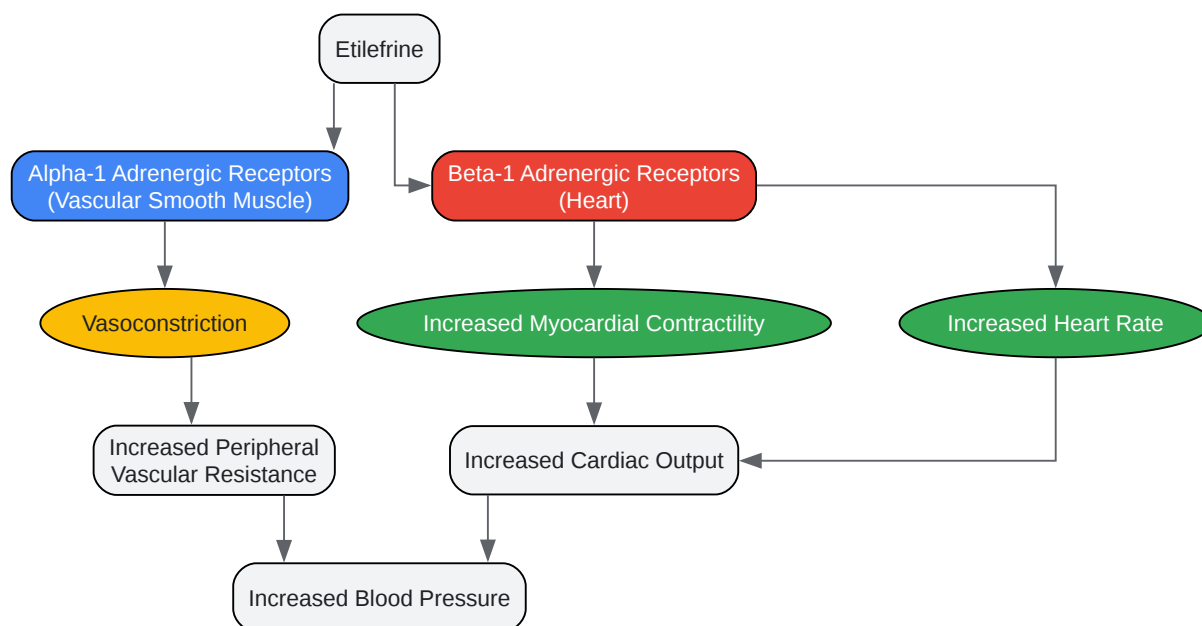 Etilefrine
Alpha-1 Adrenergic Receptors
(Vascular Smooth Muscle)
Beta-1 Adrenergic Receptors
(Heart)
Vasoconstriction
Increased Myocardial Contractility
Increased Heart Rate
Increased Peripheral
Vascular Resistance
Increased Cardiac Output
Increased Blood Pressure